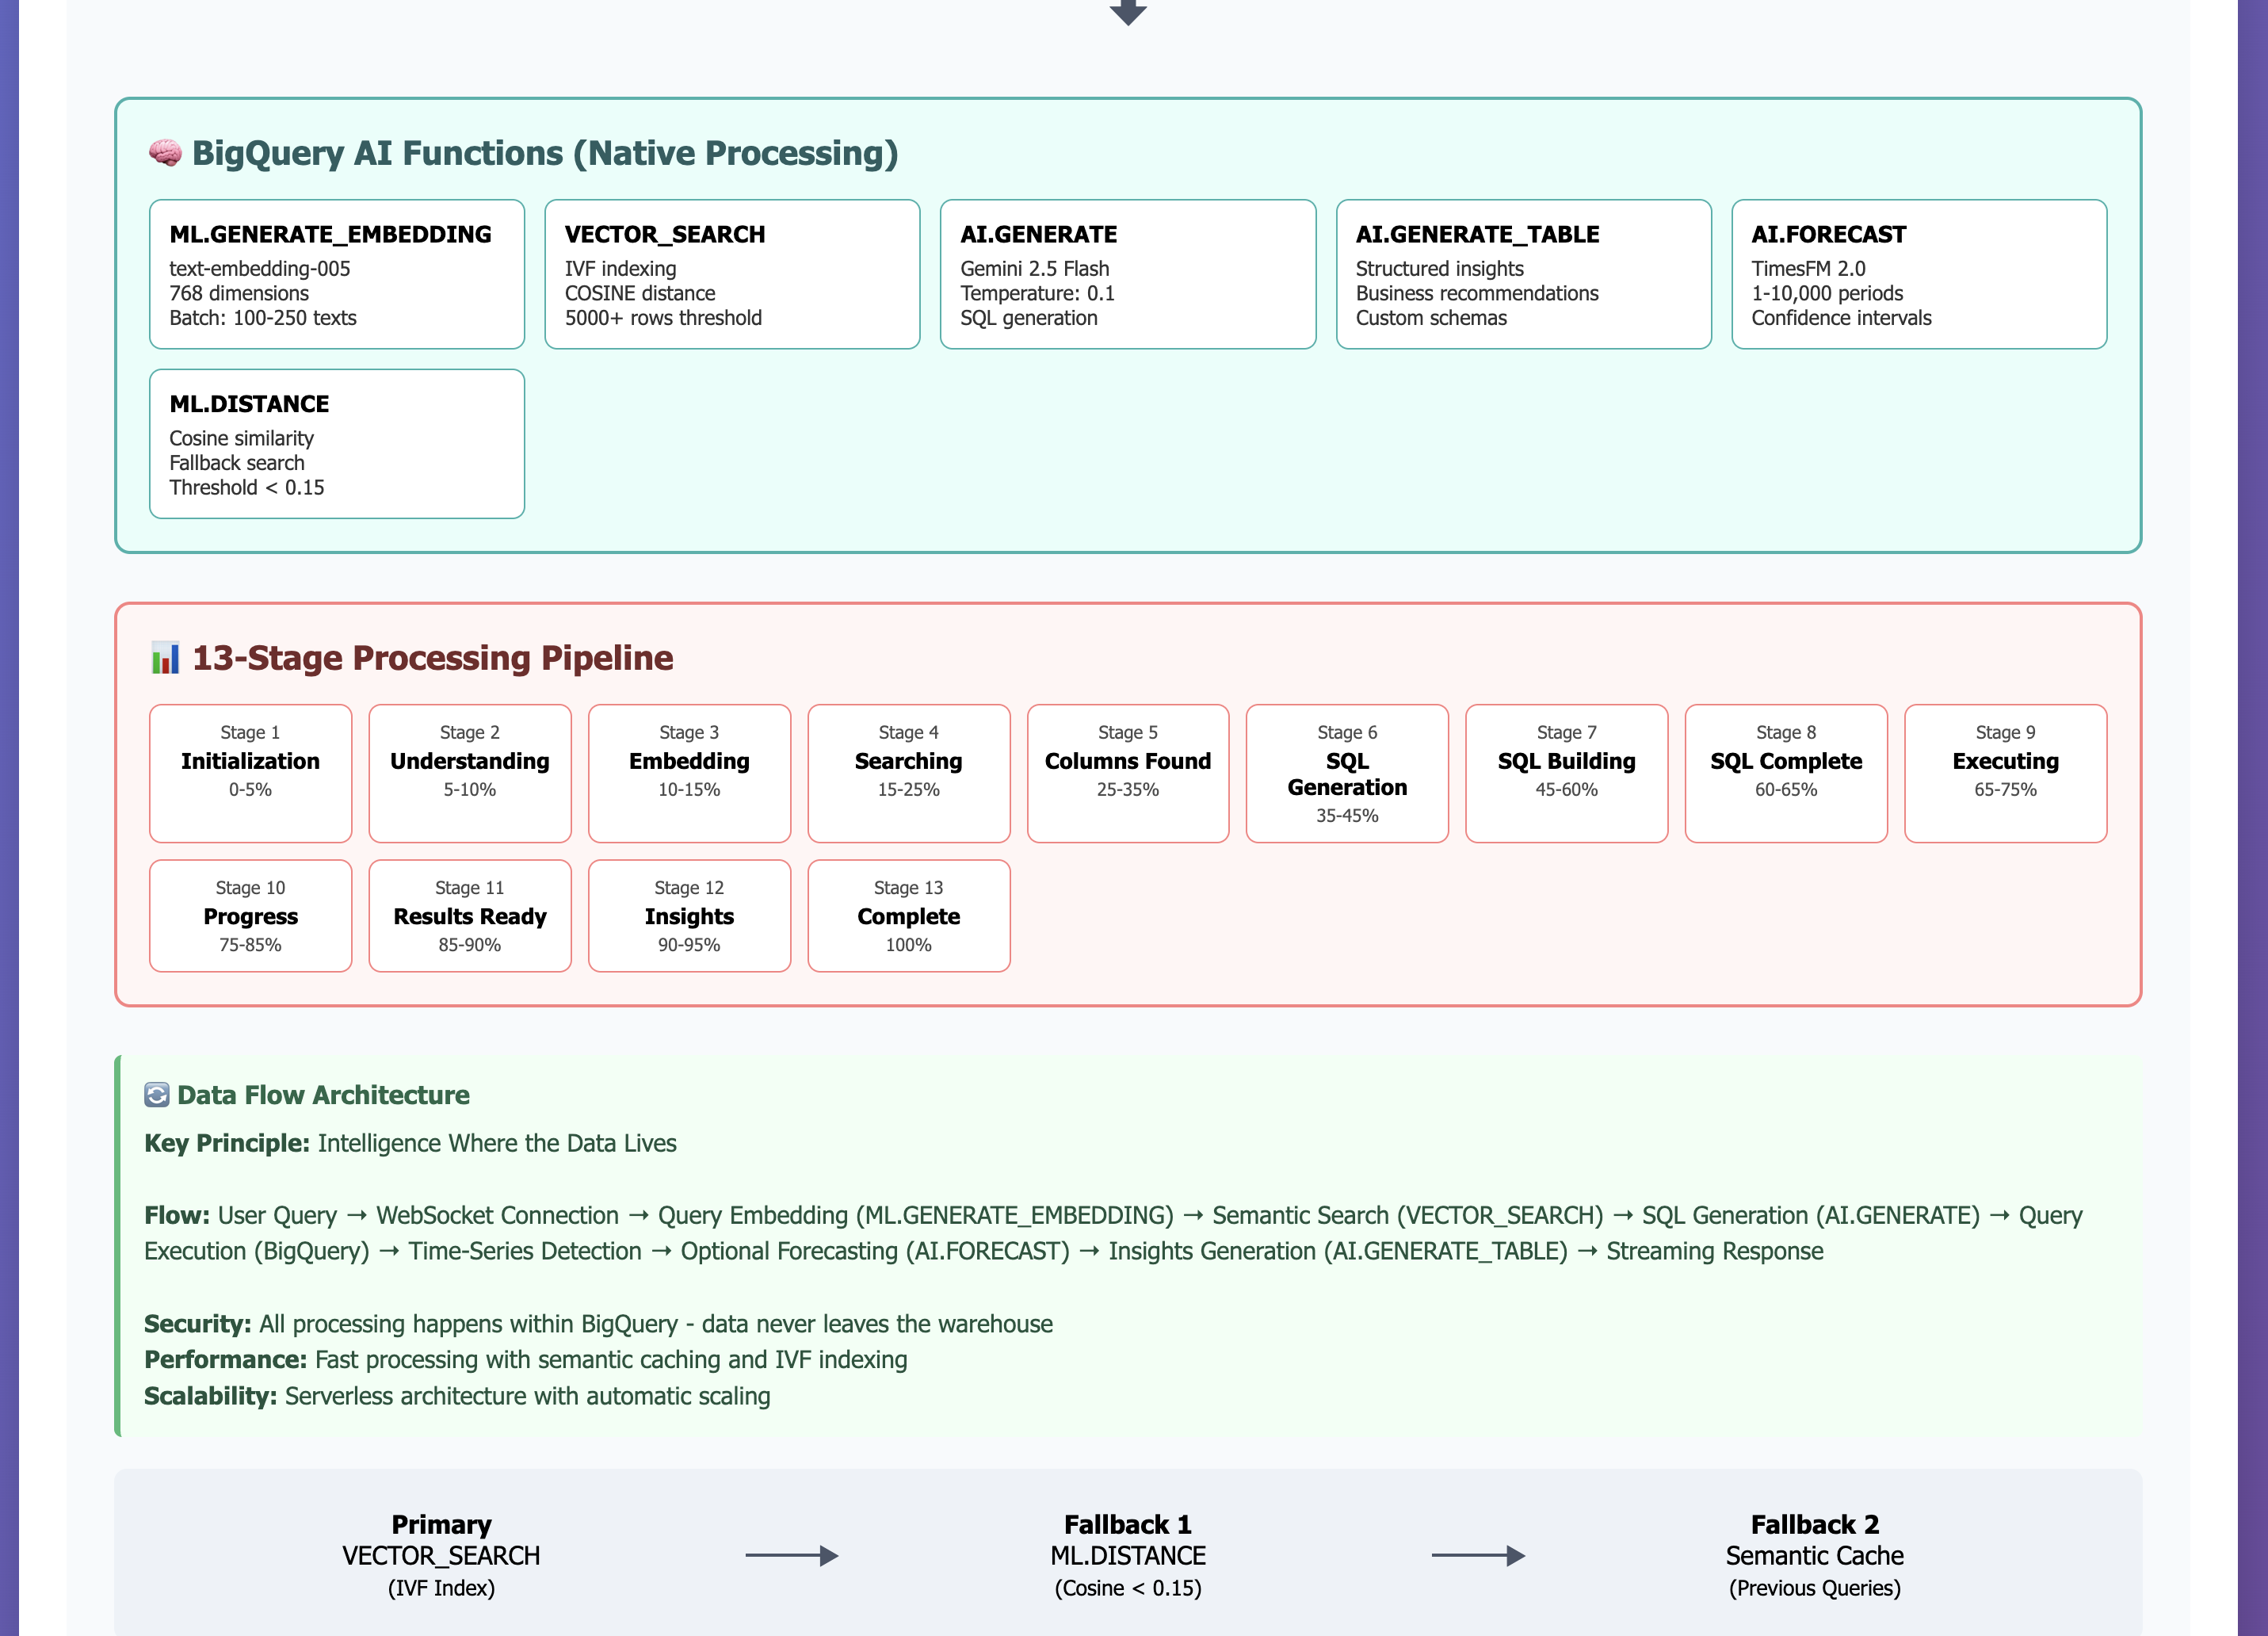 BigQuery AI Functions (Native Processing)
ML.GENERATE_EMBEDDING
text-embedding-005
768 dimensions
Batch: 100-250 texts
VECTOR_SEARCH
IVF indexing
COSINE distance
5000+ rows threshold
AI.GENERATE
Gemini 2.5 Flash
Temperature: 0.1
SQL generation
AI.GENERATE_TABLE
Structured insights
Business recommendations
Custom schemas
AI.FORECAST
TimesFM 2.0
1-10,000 periods
Confidence intervals
ML.DISTANCE
Cosine similarity
Fallback search
Threshold < 0.15
13-Stage Processing Pipeline
Stage 1
Initialization
0-5%
Stage 2
Understanding
5-10%
Stage 3
Embedding
10-15%
Stage 4
Searching
15-25%
Stage 5
Columns Found
25-35%
Stage 6
SQL
Generation
35-45%
Stage 7
SQL Building
45-60%
Stage 8
SQL Complete
60-65%
Stage 9
Executing
65-75%
Stage 10
Progress
75-85%
Stage 11
Results Ready
85-90%
Stage 12
Insights
90-95%
Stage 13
Complete
100%
Data Flow Architecture
Key Principle: Intelligence Where the Data Lives
Flow: User Query → WebSocket Connection → Query Embedding (ML.GENERATE_EMBEDDING) → Semantic Search (VECTOR_SEARCH) → SQL Generation (AI.GENERATE) → Query
Execution (BigQuery) → Time-Series Detection → Optional Forecasting (AI.FORECAST) → Insights Generation (AI.GENERATE_TABLE) → Streaming Response
Security: All processing happens within BigQuery - data never leaves the warehouse
Performance: Fast processing with semantic caching and IVF indexing
Scalability: Serverless architecture with automatic scaling
Primary
VECTOR_SEARCH
(IVF Index)
Fallback 1
ML.DISTANCE
(Cosine < 0.15)
Fallback 2
Semantic Cache
(Previous Queries)